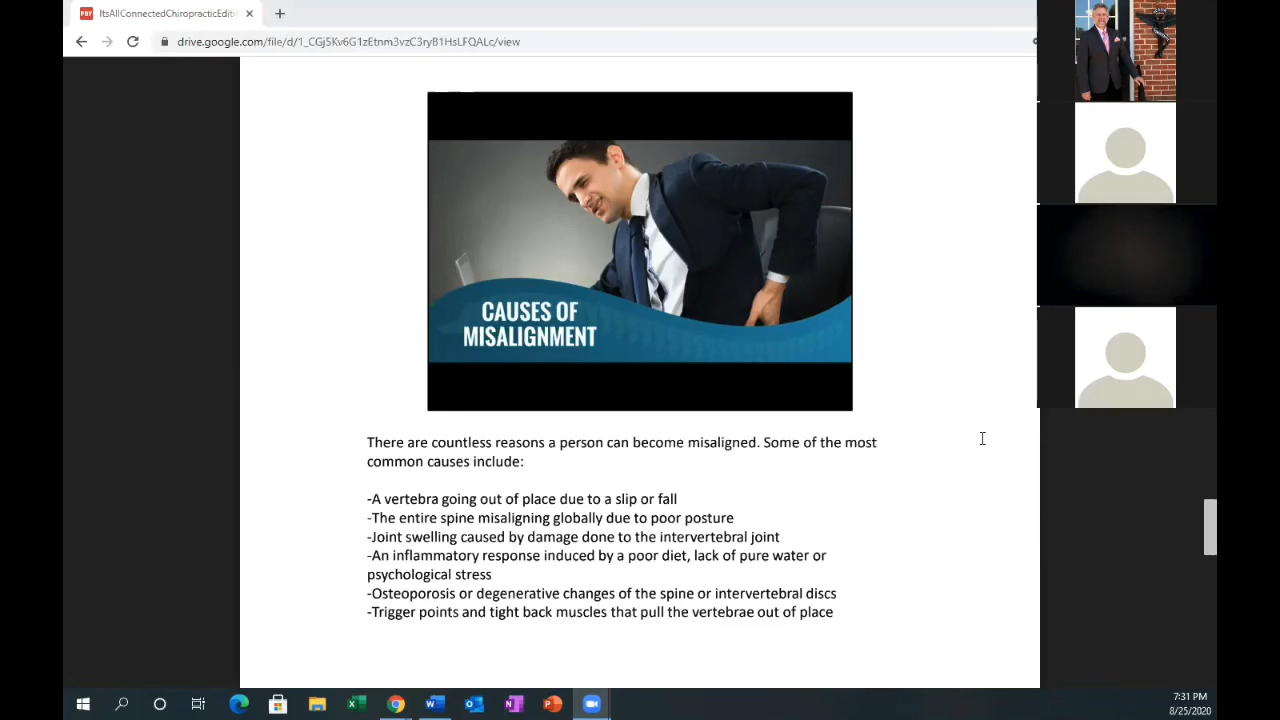 ItsAllConnectedChiropracticEditi
drive.google.com/file/d/1_CGj5Kv6G1zEtnm3vzC3ryB1HsLFQALc/view
CAUSES OF
MISALIGNMENT
There are countless reasons a person can become misaligned. Some of the most
common causes include:
-A vertebra going out of place due to a slip or fall
-The entire spine misaligning globally due to poor posture
-Joint swelling caused by damage done to the intervertebral joint
-An inflammatory response induced by a poor diet, lack of pure water or
psychological stress
-Osteoporosis or degenerative changes of the spine or intervertebral discs
-Trigger points and tight back muscles that pull the vertebrae out of place
7:31 PM
8/25/2020